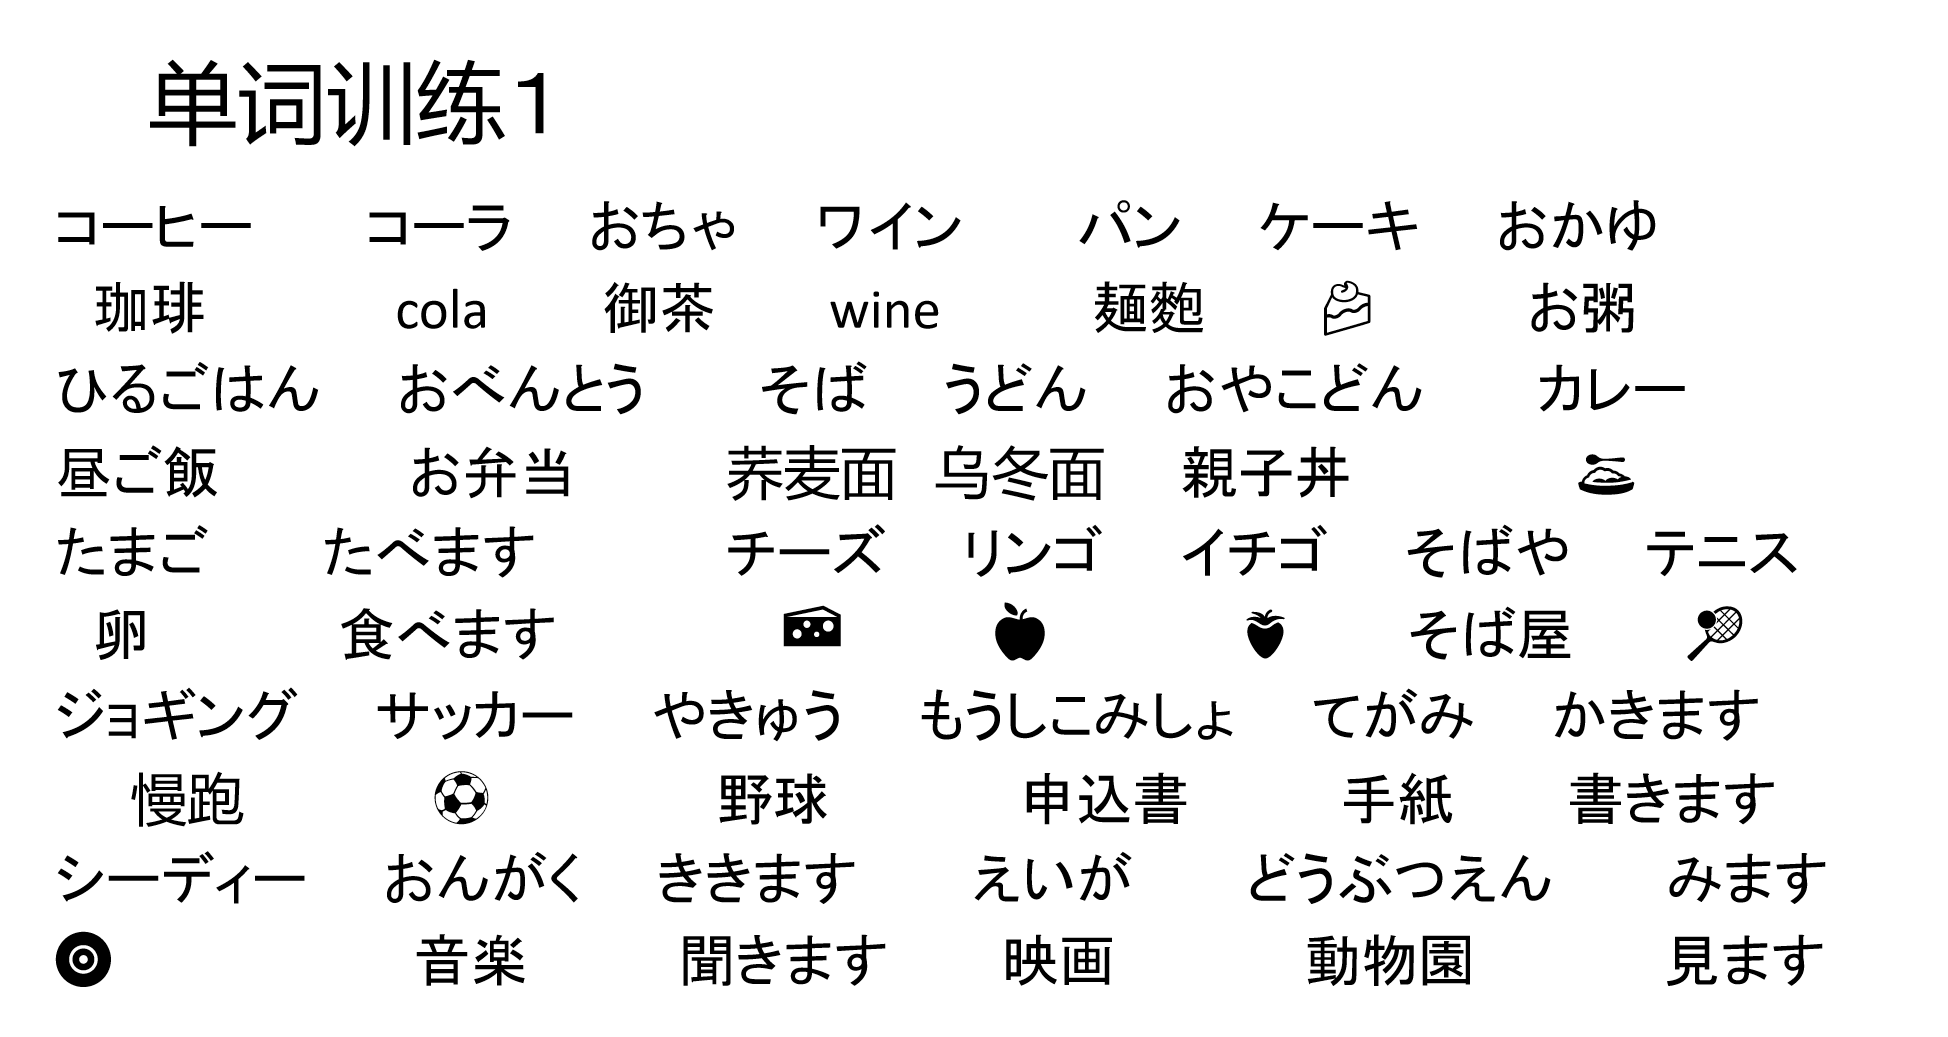 单词训练1
コーヒー コーラ おちゃ ワイン パン ケーキ おかゆ
珈琲 cola 御茶 wine 麺麭 🍰 お粥
ひるごはん おべんとう そば うどん おやこどん カレー
昼ご飯 お弁当 荞麦面 乌冬面 親子丼 🍛
たまご たべます チーズ リンゴ イチゴ そばや テニス
卵 食べます 🧀 🍎 🍓 そば屋 🎾
ジョギング サッカー やきゅう もうしこみしょ てがみ かきます
慢跑 ⚽ 野球 申込書 手紙 書きます
シーディー おんがく ききます えいが どうぶつえん みます
💿 音楽 聞きます 映画 動物園 見ます